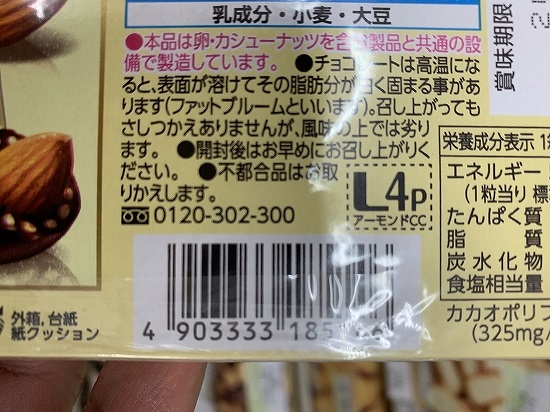 乳成分・小麦・大豆
●本品は卵・カシューナッツを含む製品と共通の設
備で製造しています。 ●チョコレートは高温にな
ると、表面が溶けてその脂肪分が白く固まる事があ
ります(ファットブルームといいます)。召し上がっても
さしつかえありませんが、風味の上では劣り
ます。 ●開封後はお早めにお召し上がりく
ださい。 ●不都合品はお取
りかえします。
0120-302-300
L4P
アーモンドCC
4 903333 185
外箱、台紙
紙クッション
賞味期限
栄養成分表示
エネルギー
(1粒当り 標
たんぱく質
脂質
炭水化物
食塩相当量
カカオポリフ
(325mg/